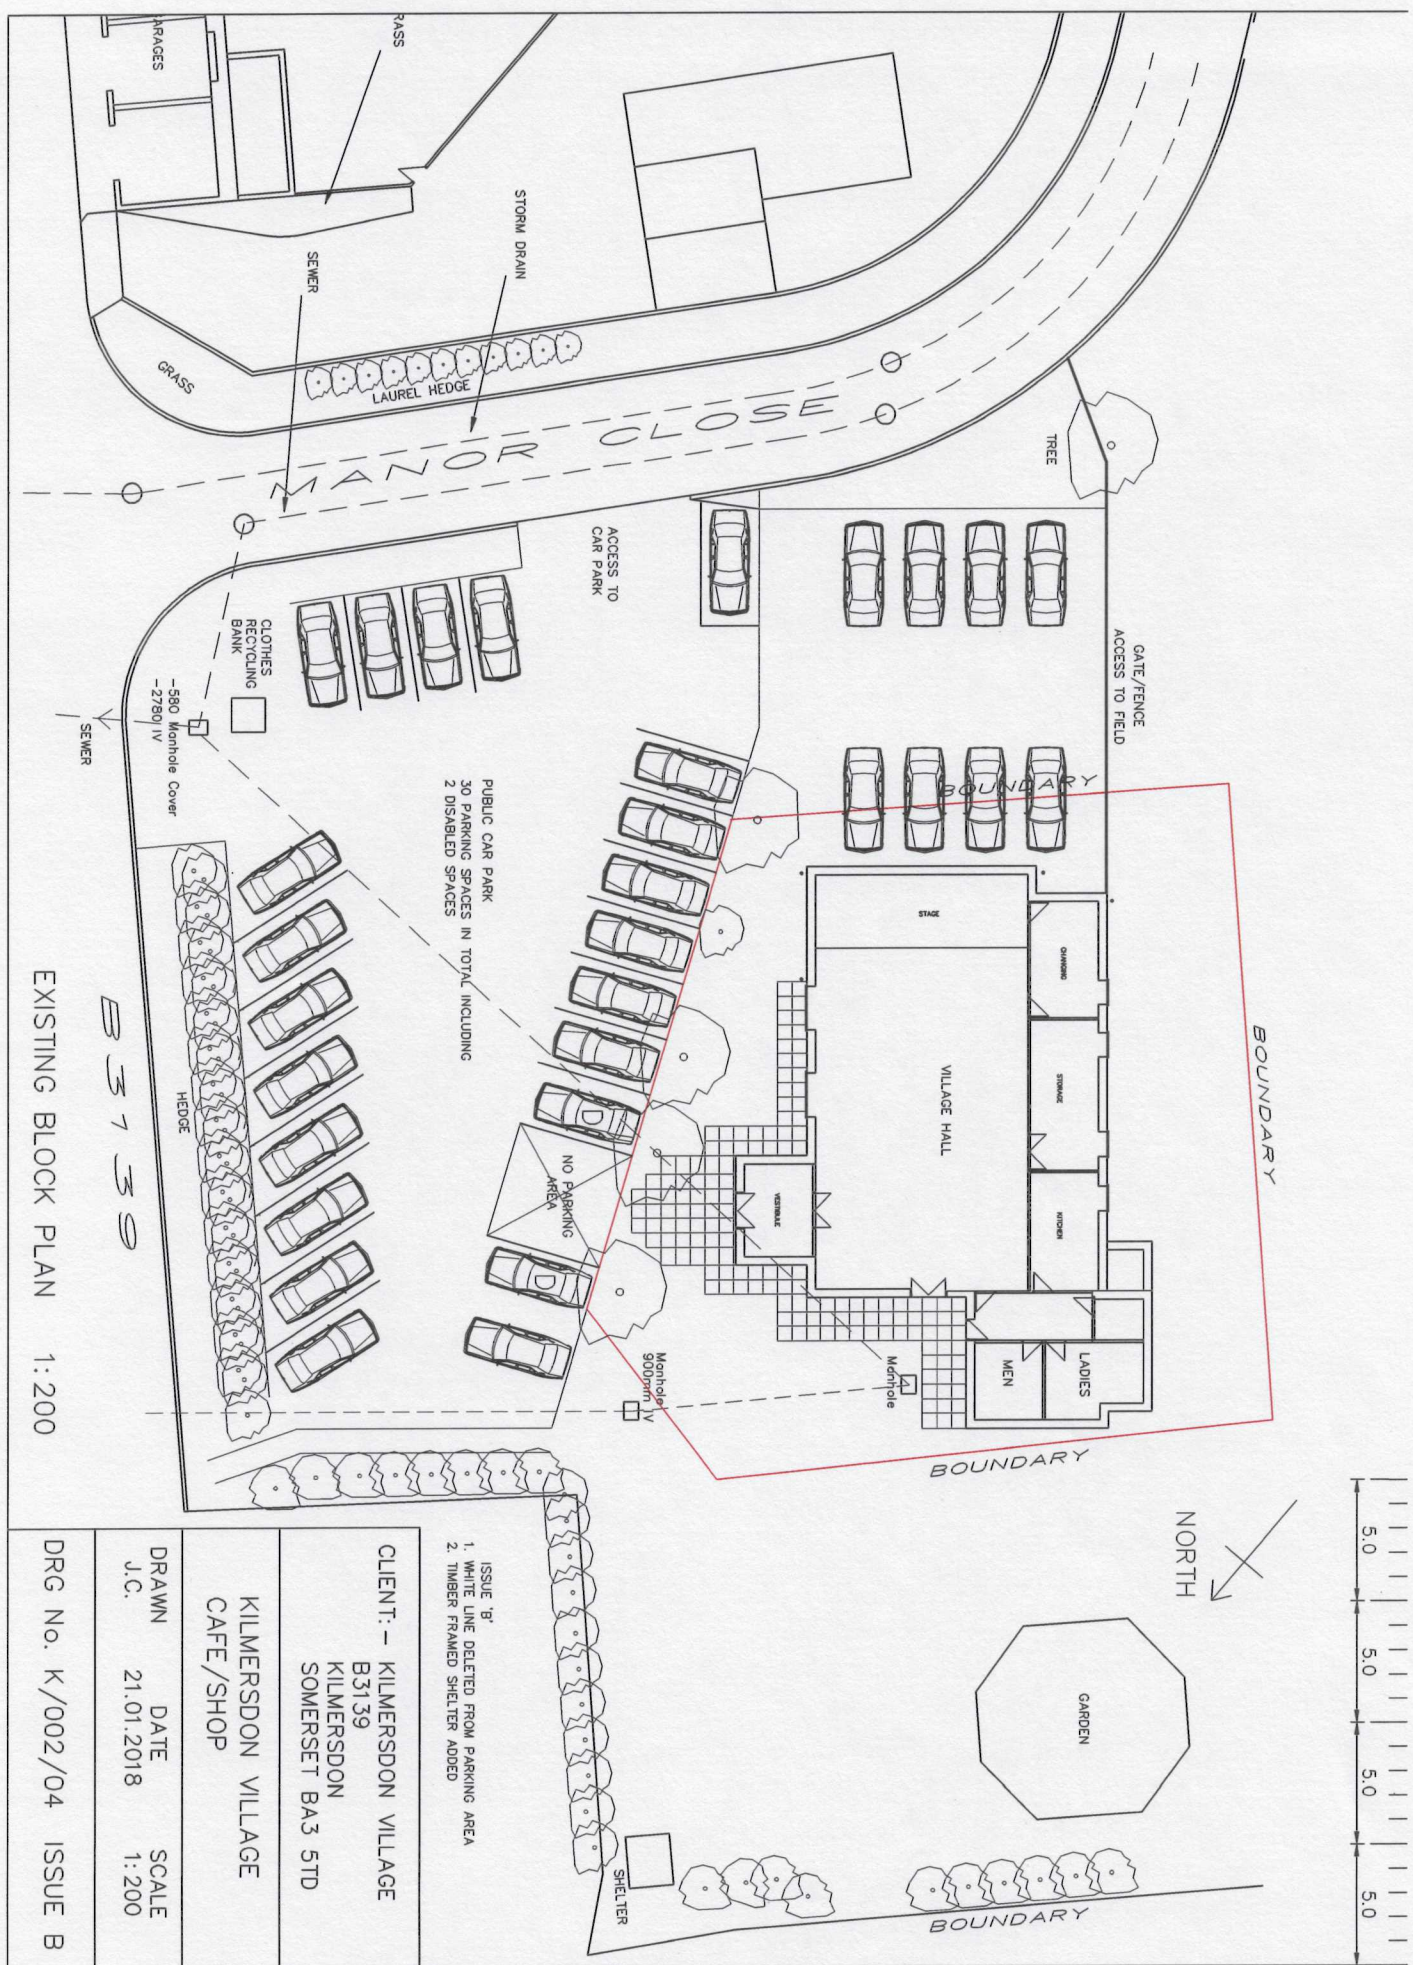 ARAGES
RASS
STORM DRAIN
SEWER
GRASS
LAUREL HEDGE
MANOR CLOSE
TREE
ACCESS TO
CAR PARK
GATE/FENCE
ACCESS TO FIELD
CLOTHES
RECYCLING
BANK
-580 Manhole Cover
-2780 IV
SEWER
PUBLIC CAR PARK
30 PARKING SPACES IN TOTAL INCLUDING
2 DISABLED SPACES
BOUNDARY
BOUNDARY
STAGE
CHANGING
STORAGE
KITCHEN
VILLAGE HALL
VESTIBULE
LADIES
MEN
NO PARKING
AREA
D
D
Manhole
Manhole
900mm IV
HEDGE
B3139
EXISTING BLOCK PLAN 1:200
BOUNDARY
NORTH
5.0
5.0
5.0
5.0
GARDEN
SHELTER
BOUNDARY
ISSUE 'B'
1. WHITE LINE DELETED FROM PARKING AREA
2. TIMBER FRAMED SHELTER ADDED
CLIENT:- KILMERSDON VILLAGE
B3139
KILMERSDON
SOMERSET BA3 5TD
KILMERSDON VILLAGE
CAFE/SHOP
DRAWN DATE SCALE
J.C. 21.01.2018 1:200
DRG No. K/002/04 ISSUE B